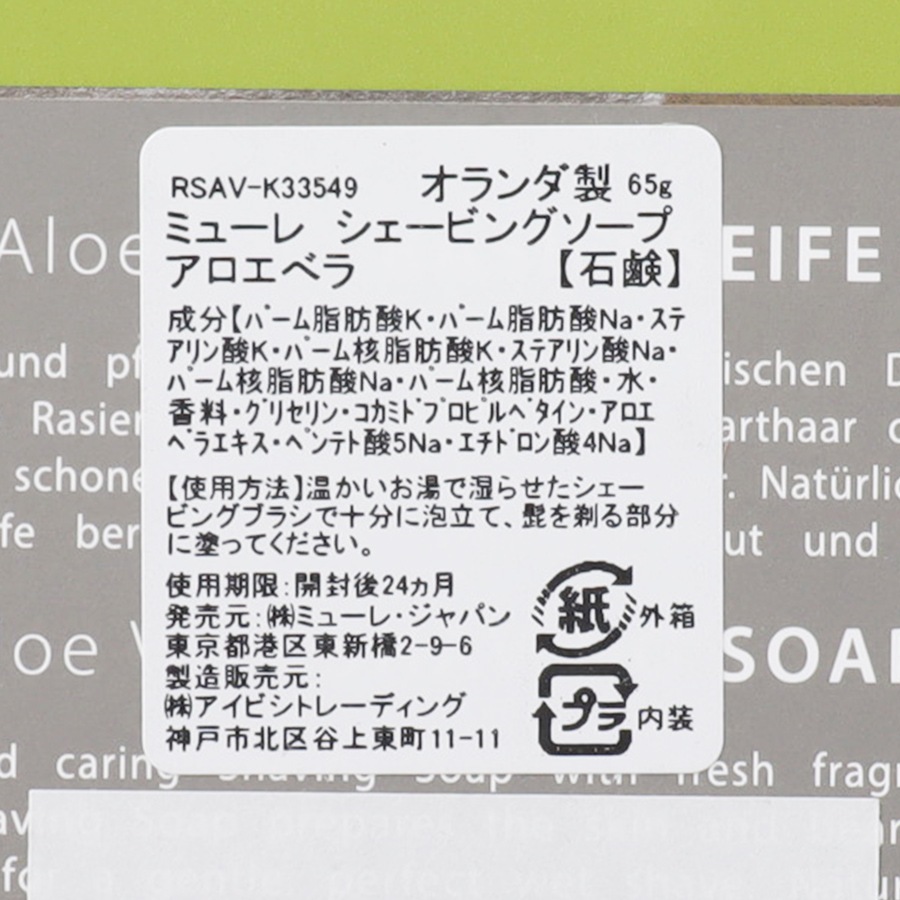 RSAV-K33549 オランダ製 65g
ミューレ シェービングソープ
アロエベラ 【石鹸】
成分【パーム脂肪酸K・パーム脂肪酸Na・ステ
アリン酸K・パーム核脂肪酸K・ステアリン酸Na・
パーム核脂肪酸Na・パーム核脂肪酸・水・
香料・グリセリン・コカミドプロピルベタイン・アロエ
ベラエキス・ペンテト酸5Na・エチドロン酸4Na】
【使用方法】温かいお湯で湿らせたシェー
ビングブラシで十分に泡立て、髭を剃る部分
に塗ってください。
使用期限:開封後24ヵ月
発売元:㈱ミューレ・ジャパン
東京都港区東新橋2-9-6
製造販売元:
㈱アイビシトレーディング
神戸市北区谷上東町11-11
紙 外箱
プラ 内装
Aloe
EIFE
und
ischen
Rasier
arthaar
schone
Natürli
ber
ut und
oe
SOA
caring Shaving Soap with fresh fragr
for a gentle, perfect wet shave. Natur